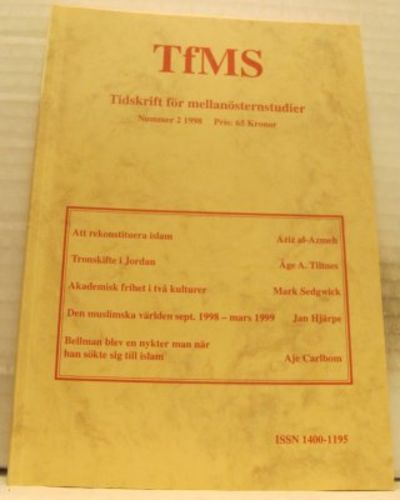 TfMS
Tidskrift för mellanösternstudier
Nummer 2 1998 Pris: 65 Kronor
Att rekonstituera islam Aziz al-Azmeh
Tronskifte i Jordan Åge A. Tiltnes
Akademisk frihet i två kulturer Mark Sedgwick
Den muslimska världen sept. 1998 – mars 1999 Jan Hjärpe
Bellman blev en nykter man när
han sökte sig till islam Aje Carlbom
ISSN 1400-1195